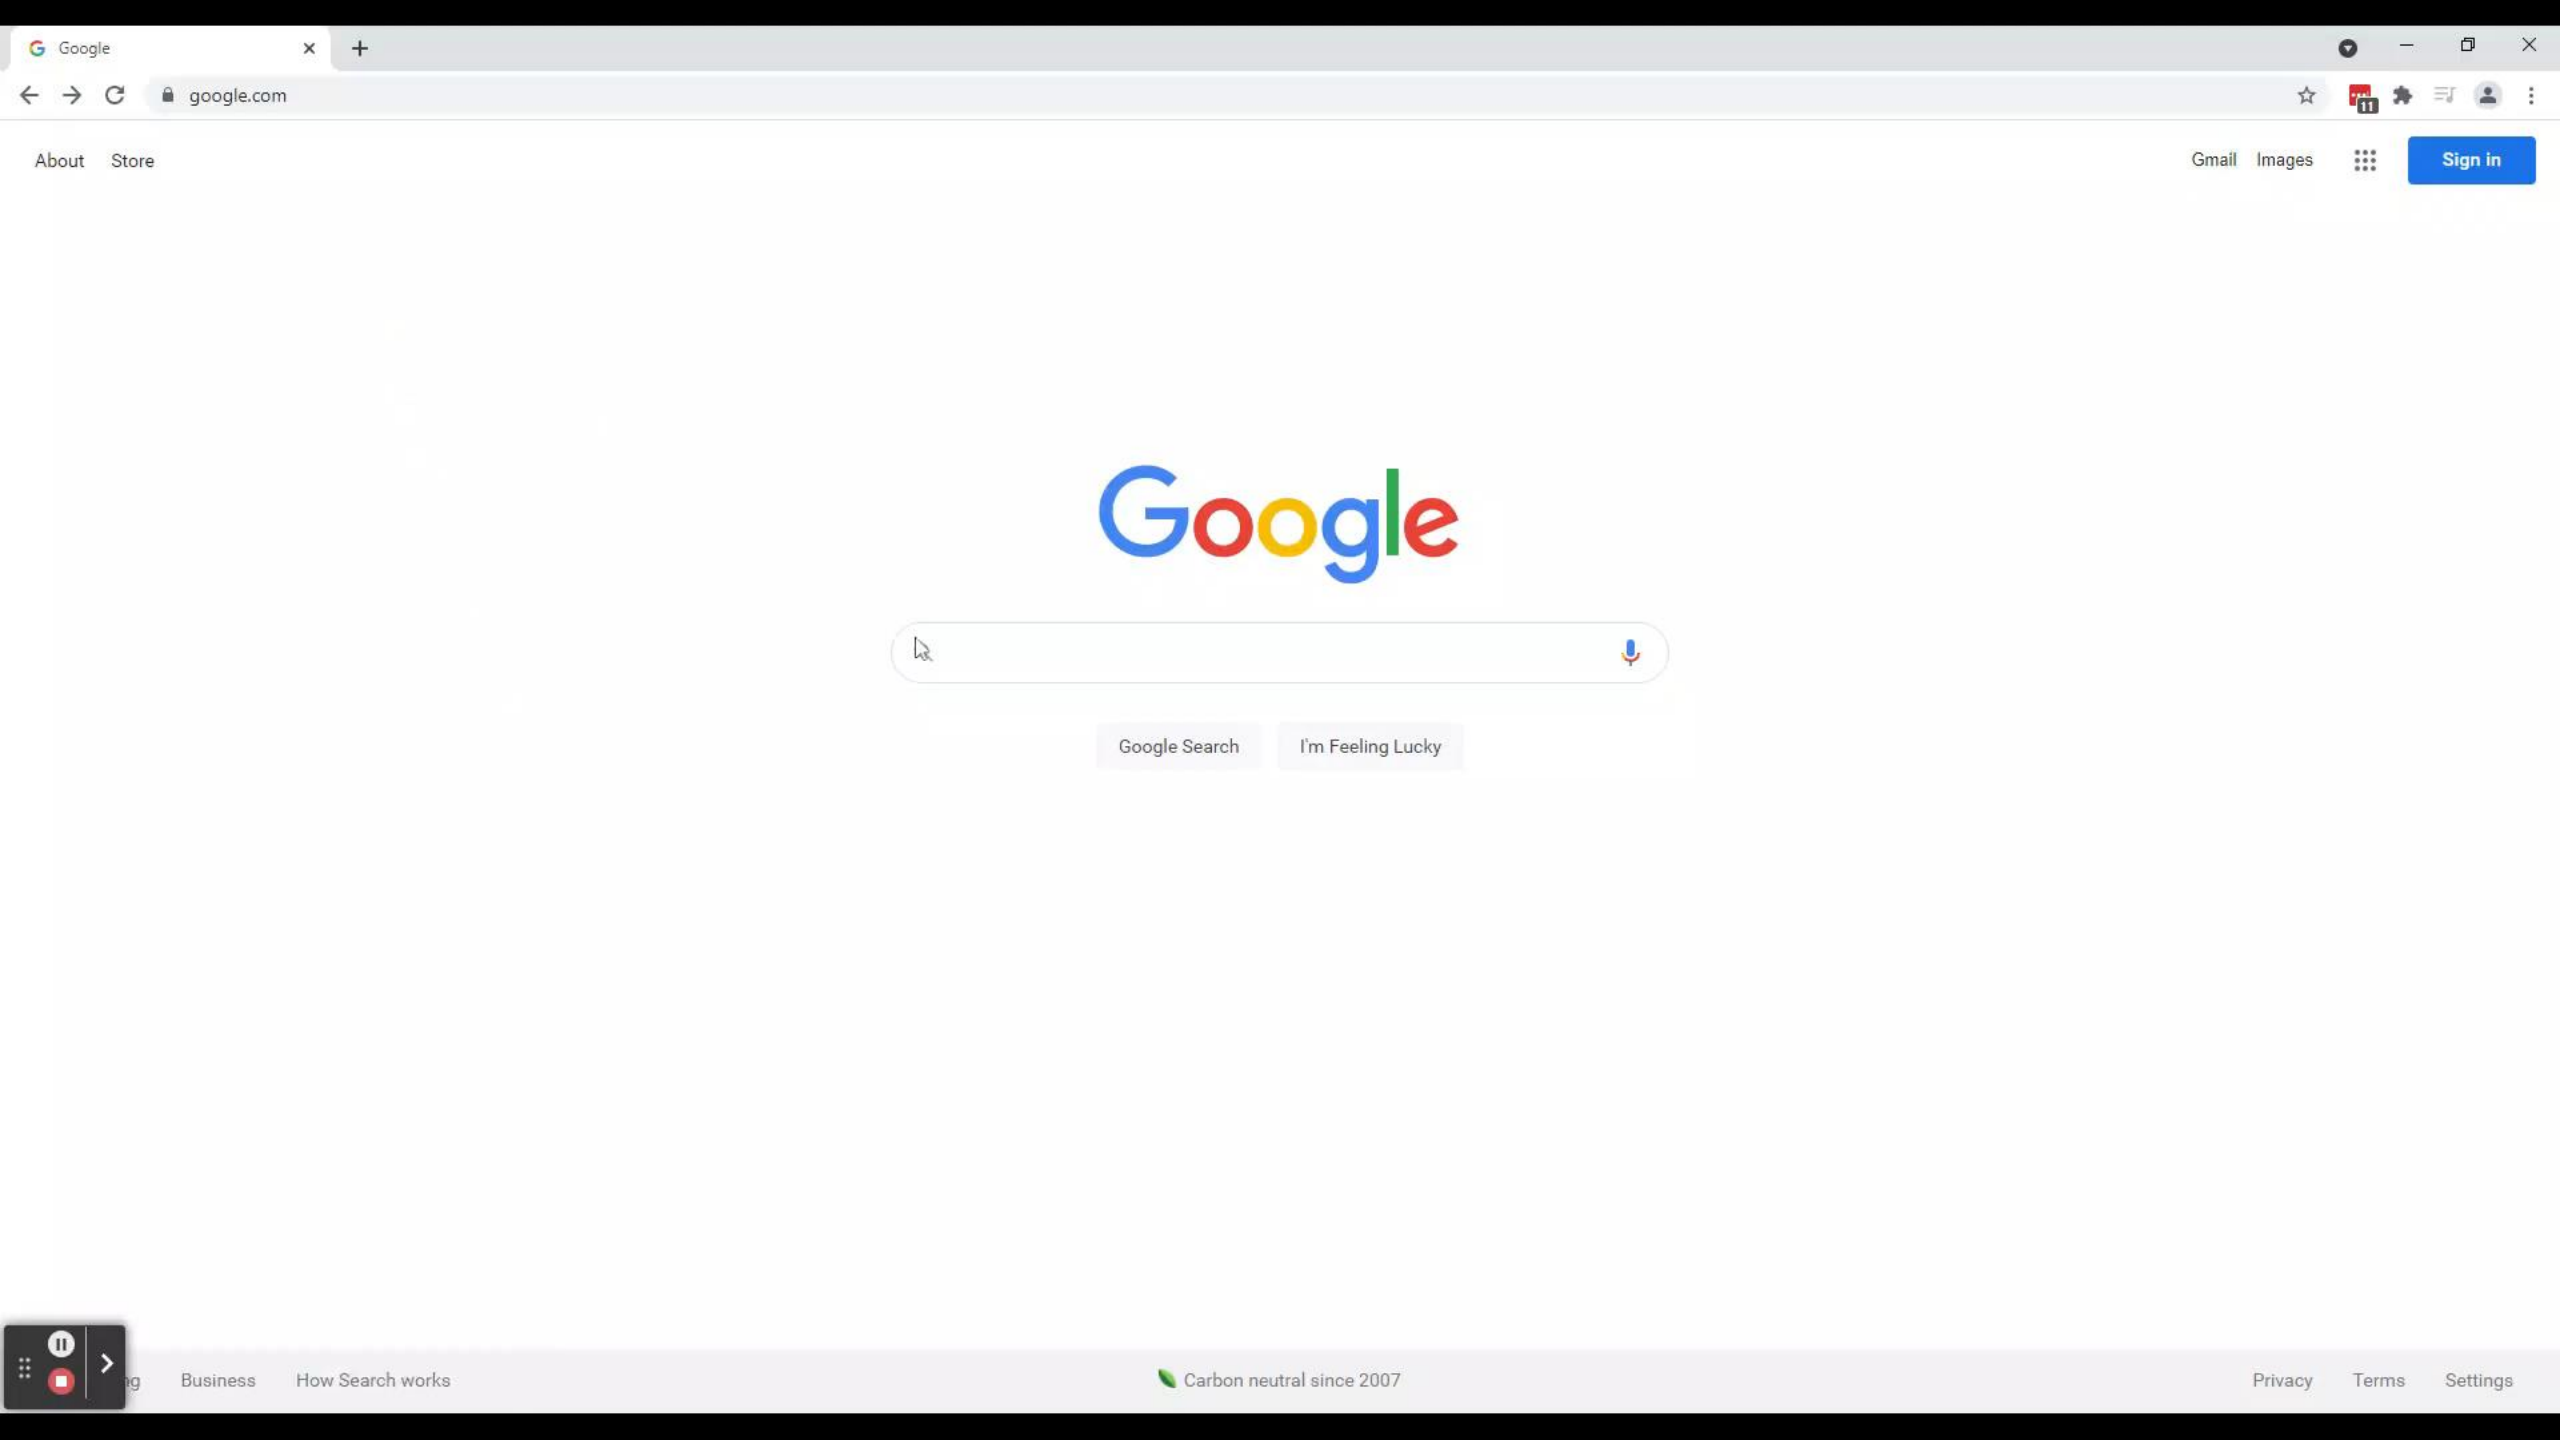 Google
google.com
11
About Store
Gmail Images
Sign in
Google
Google Search
I'm Feeling Lucky
Business
How Search works
Carbon neutral since 2007
Privacy
Terms
Settings